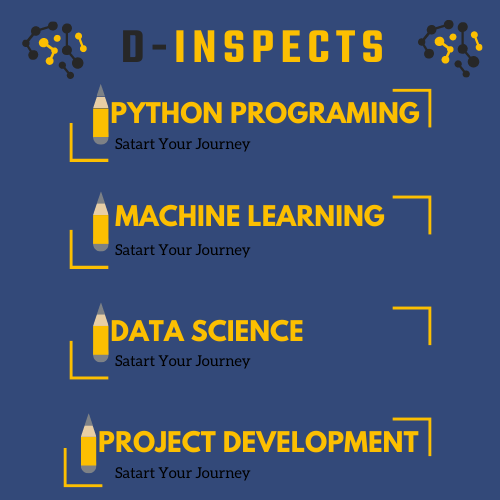 D-INSPECTS
PYTHON PROGRAMING
Satart Your Journey
MACHINE LEARNING
Satart Your Journey
DATA SCIENCE
Satart Your Journey
PROJECT DEVELOPMENT
Satart Your Journey